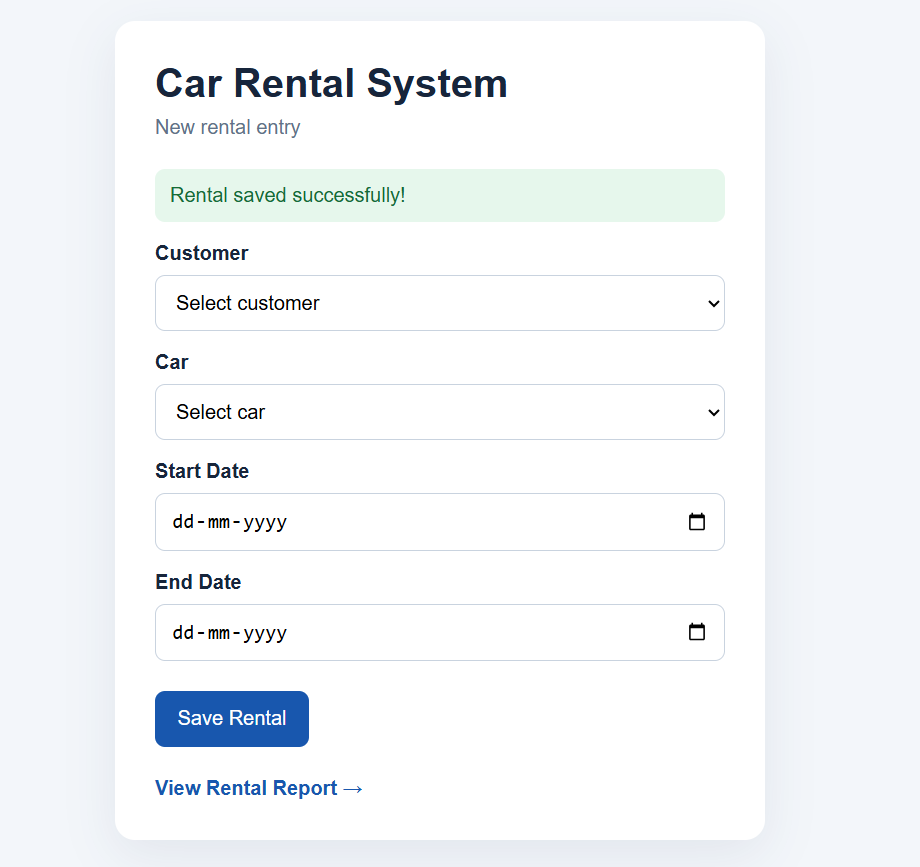 Car Rental System
New rental entry
Rental saved successfully!
Customer
Select customer
Car
Select car
Start Date
dd-mm-yyyy
End Date
dd-mm-yyyy
Save Rental
View Rental Report →